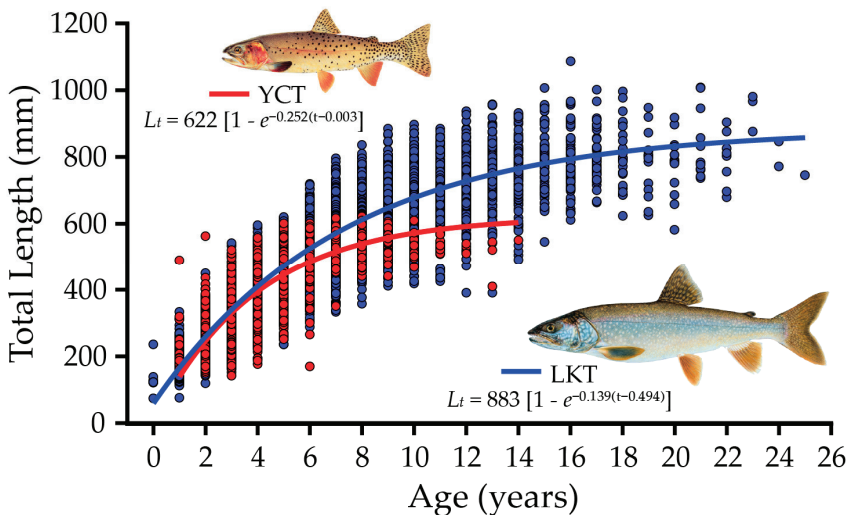 1200
1000
800
600
400
200
0
Total Length (mm)
YCT
Lt = 622 [1 - e−0.252(t−0.003]
LKT
Lt = 883 [1 - e−0.139(t−0.494)]
0 2 4 6 8 10 12 14 16 18 20 22 24 26
Age (years)